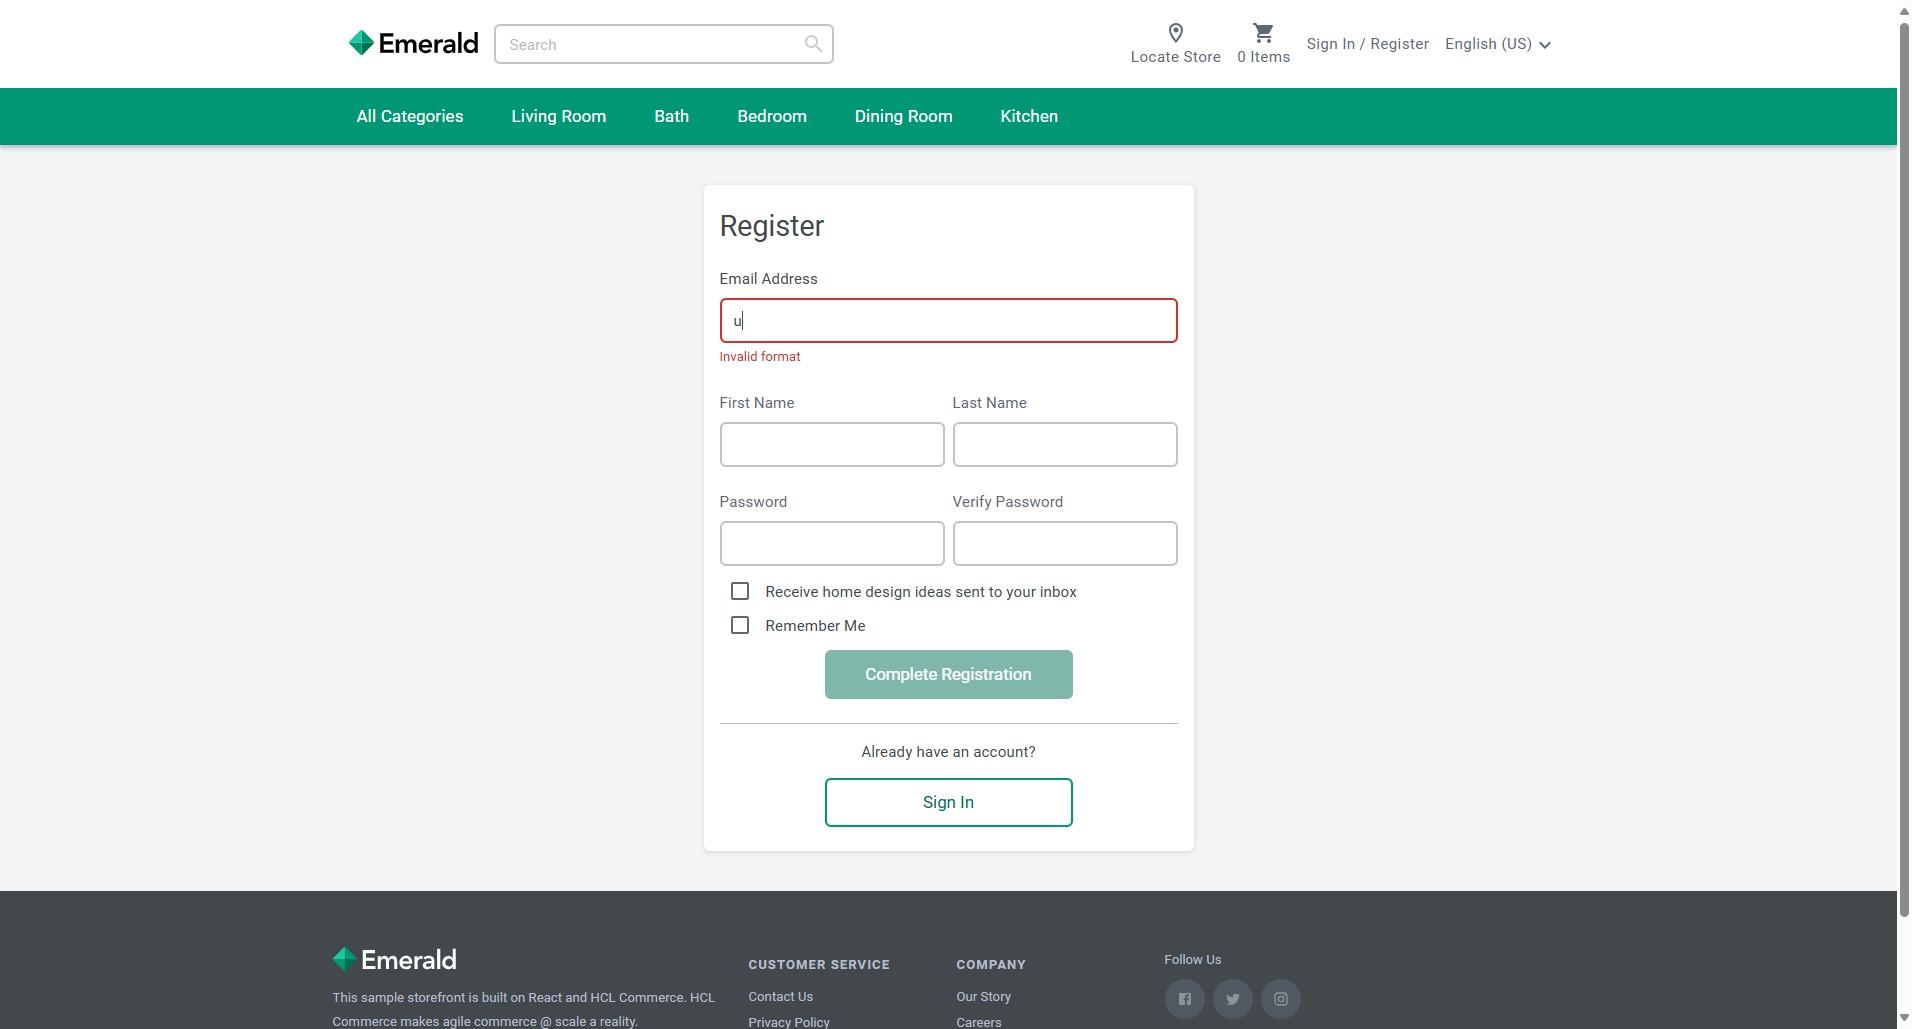 Emerald
Search
Locate Store
0 Items
Sign In / Register
English (US)
All Categories
Living Room
Bath
Bedroom
Dining Room
Kitchen
Register
Email Address
u
Invalid format
First Name
Last Name
Password
Verify Password
Receive home design ideas sent to your inbox
Remember Me
Complete Registration
Already have an account?
Sign In
Emerald
This sample storefront is built on React and HCL Commerce. HCL
Commerce makes agile commerce @ scale a reality.
CUSTOMER SERVICE
Contact Us
Privacy Policy
COMPANY
Our Story
Careers
Follow Us